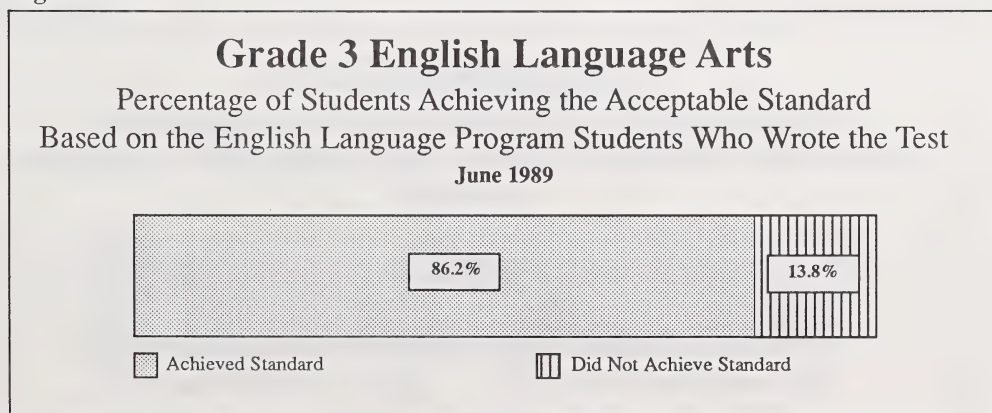 Grade 3 English Language Arts
Percentage of Students Achieving the Acceptable Standard
Based on the English Language Program Students Who Wrote the Test
June 1989
86.2%
13.8%
Achieved Standard
Did Not Achieve Standard